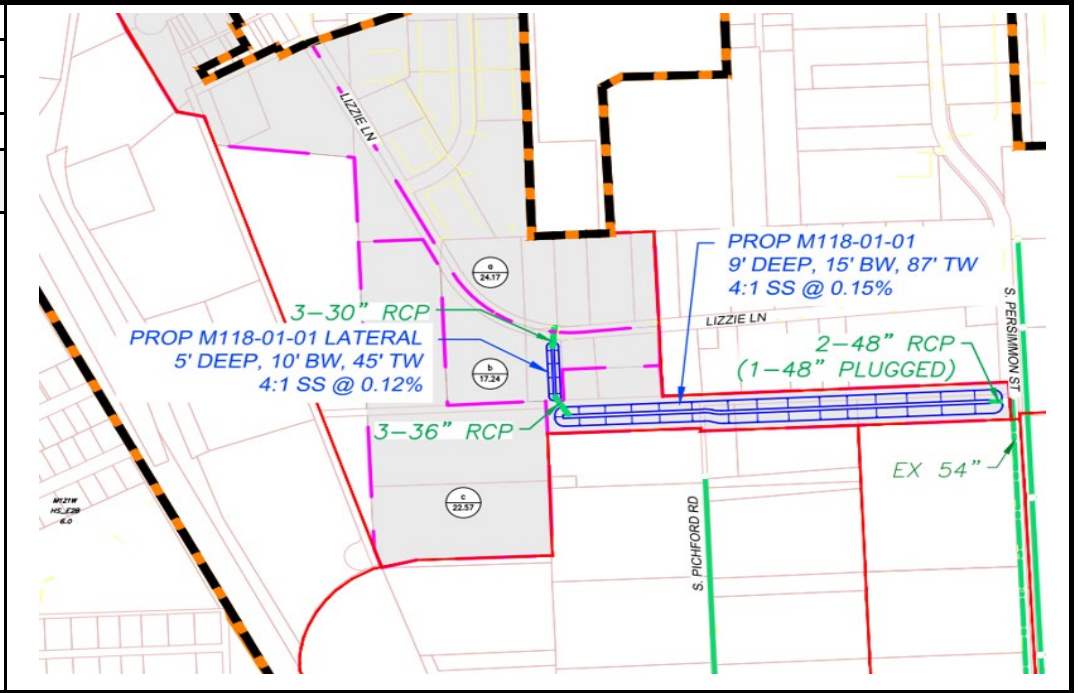 LIZZIE LN
a
24.17
PROP M118-01-01
9' DEEP, 15' BW, 87' TW
4:1 SS @ 0.15%
3-30" RCP
LIZZIE LN
S. PERSIMMON ST
PROP M118-01-01 LATERAL
5' DEEP, 10' BW, 45' TW
4:1 SS @ 0.12%
b
17.24
2-48" RCP
(1-48" PLUGGED)
3-36" RCP
EX 54"
c
22.57
M121W
6.0
S. PICHFORD RD